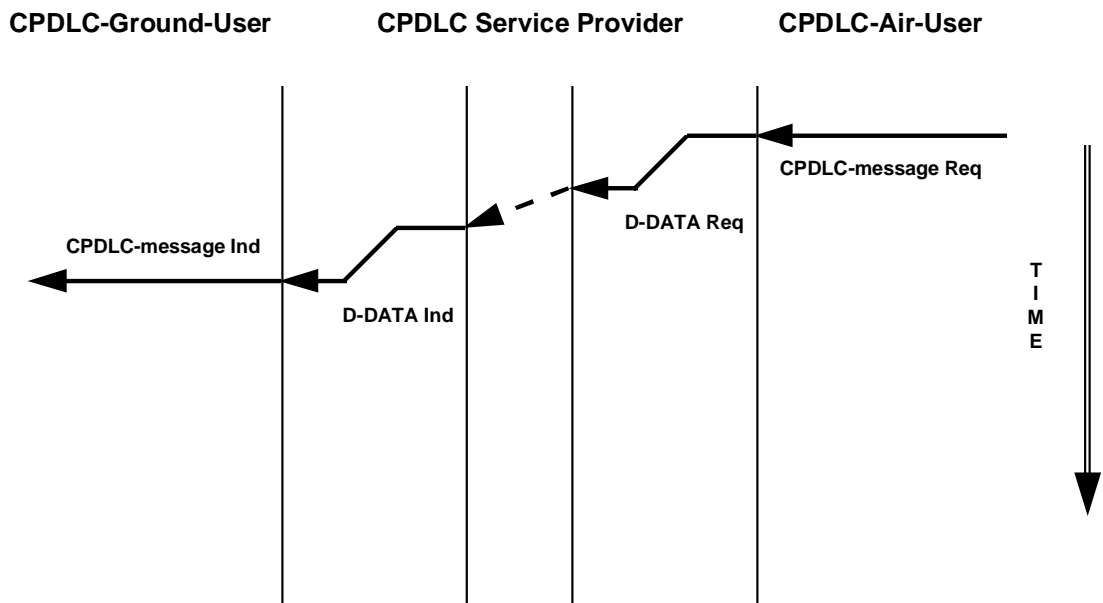 CPDLC-Ground-User
CPDLC Service Provider
CPDLC-Air-User
CPDLC-message Req
D-DATA Req
CPDLC-message Ind
D-DATA Ind
T
I
M
E